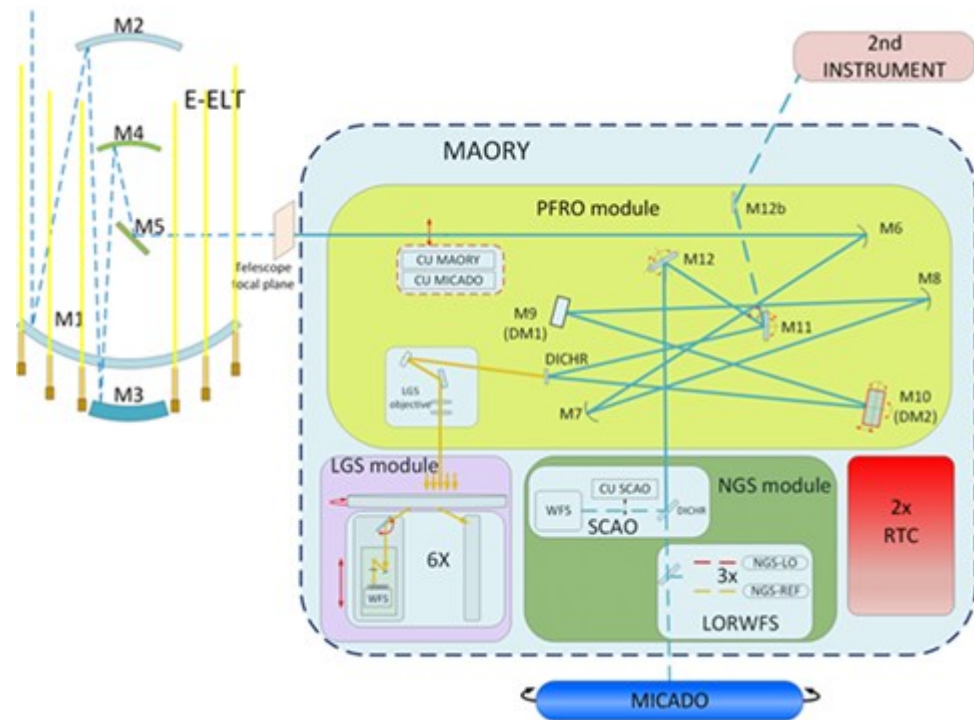 M2
E-ELT
M4
M5
Telescope
focal plane
M1
M3
2nd
INSTRUMENT
MAORY
PFRO module
M12b
M6
CU MAORY
CU MICADO
M12
M8
M9
(DM1)
M11
DICHR
LGS
objective
M7
M10
(DM2)
LGS module
6X
WFS
NGS module
CU SCAO
WFS
DICHR
SCAO
NGS-LO
3x
NGS-REF
LORWFS
2x
RTC
MICADO